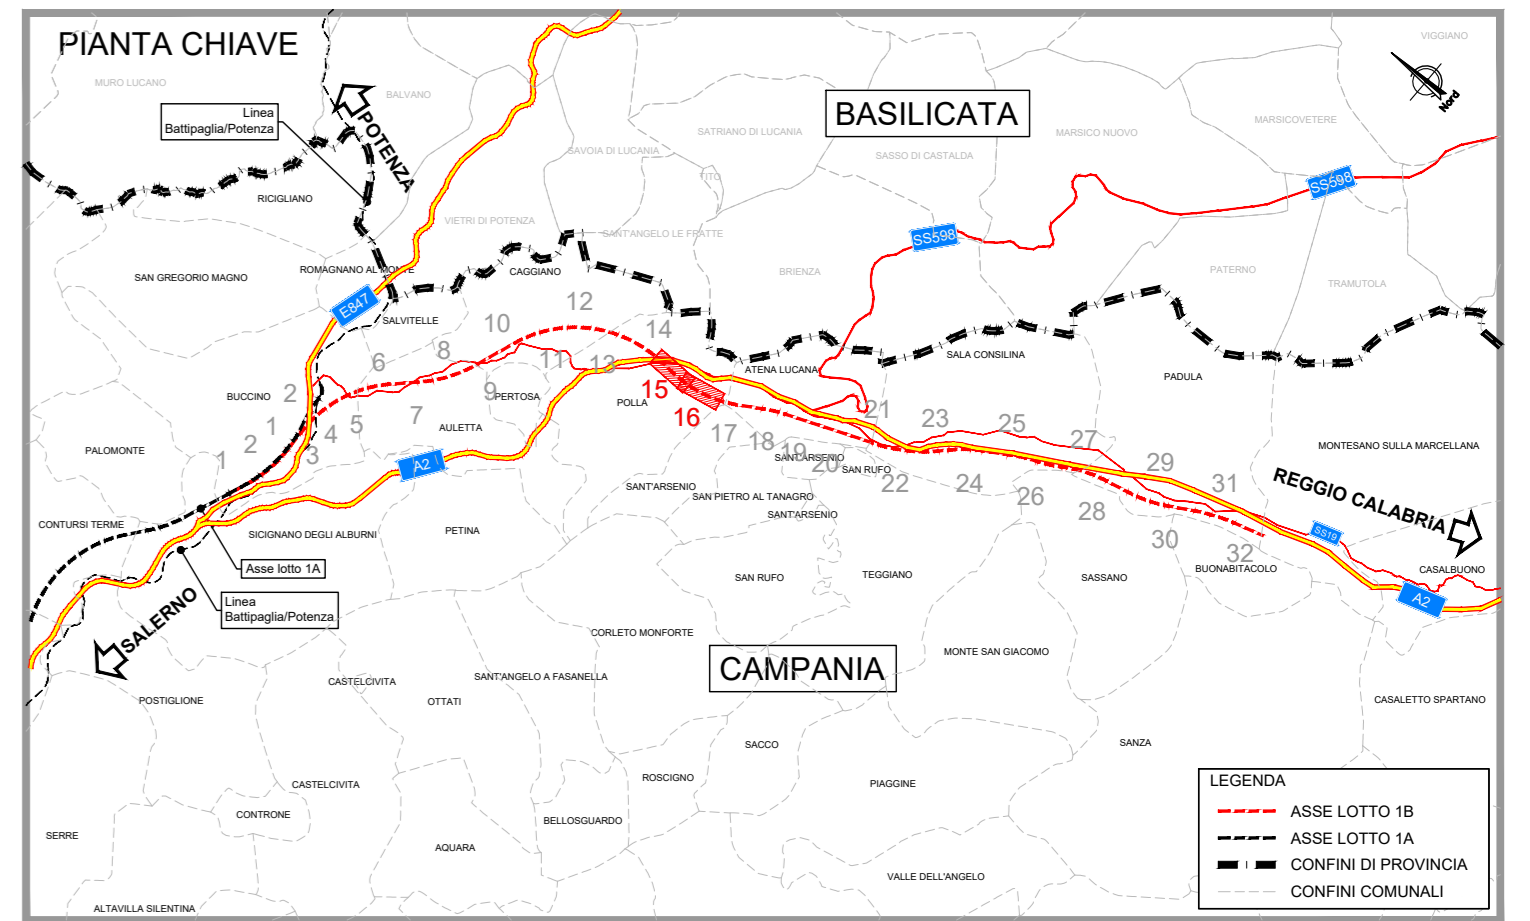 PIANTA CHIAVE
VIGGIANO
MURO LUCANO
BALVANO
Linea
Battipaglia/Potenza
POTENZA
BASILICATA
Nord
SATRIANO DI LUCANIA
MARSICO NUOVO
MARSICOVETERE
SAVOIA DI LUCANIA
SASSO DI CASTALDA
TITO
SS598
RICIGLIANO
VIETRI DI POTENZA
SANT'ANGELO LE FRATTE
SS598
SAN GREGORIO MAGNO
ROMAGNANO AL MONTE
CAGGIANO
BRIENZA
PATERNO
TRAMUTOLA
E847
SALVITELLE
12
10
14
6
8
11
13
ATENA LUCANA
SALA CONSILINA
PADULA
BUCCINO
2
9
PERTOSA
POLLA
15
16
1
5
7
AULETTA
4
17
21
23
25
27
PALOMONTE
2
1
3
18
19
SANT'ARSENIO
20
SAN RUFO
22
24
26
28
29
31
MONTESANO SULLA MARCELLANA
A2
SANT'ARSENIO
SAN PIETRO AL TANAGRO
SANT'ARSENIO
REGGIO CALABRIA
CONTURSI TERME
SICIGNANO DEGLI ALBURNI
PETINA
30
32
SS19
Asse lotto 1A
SAN RUFO
TEGGIANO
SASSANO
BUONABITACOLO
CASALBUONO
A2
Linea
Battipaglia/Potenza
SALERNO
CORLETO MONFORTE
MONTE SAN GIACOMO
CAMPANIA
POSTIGLIONE
CASTELCIVITA
OTTATI
SANT'ANGELO A FASANELLA
CASALETTO SPARTANO
SACCO
SANZA
CASTELCIVITA
ROSCIGNO
PIAGGINE
CONTRONE
BELLOSGUARDO
SERRE
AQUARA
VALLE DELL'ANGELO
ALTAVILLA SILENTINA
LEGENDA
ASSE LOTTO 1B
ASSE LOTTO 1A
CONFINI DI PROVINCIA
CONFINI COMUNALI